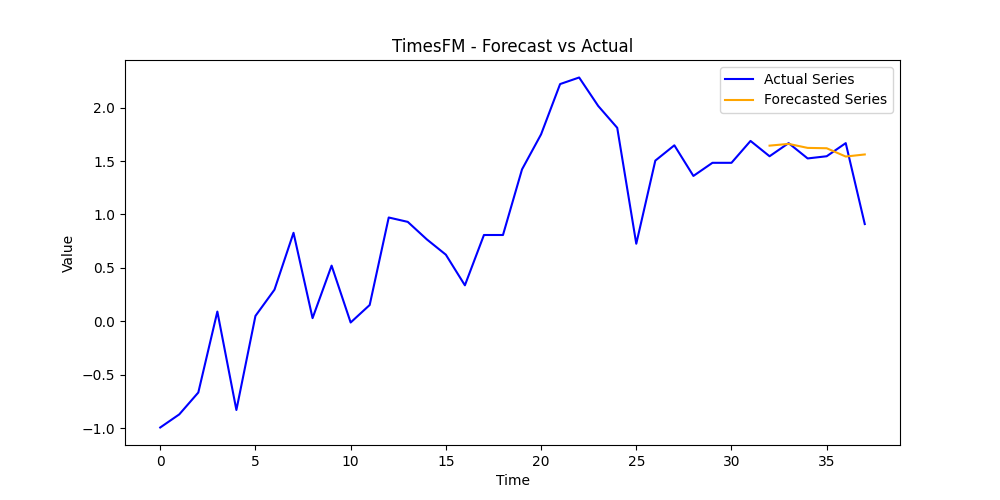 TimesFM - Forecast vs Actual
Actual Series
Forecasted Series
2.0
1.5
1.0
0.5
0.0
−0.5
−1.0
Value
0 5 10 15 20 25 30 35
Time